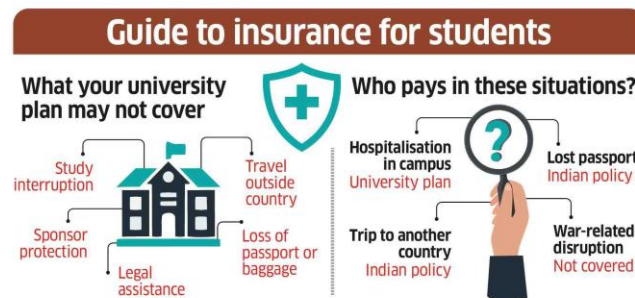 Guide to insurance for students
What your university
plan may not cover
Study
interruption
Travel
outside
country
Sponsor
protection
Loss of
passport or
baggage
Legal
assistance
Who pays in these situations?
?
Hospitalisation
in campus
University plan
Lost passport
Indian policy
Trip to another
country
Indian policy
War-related
disruption
Not covered